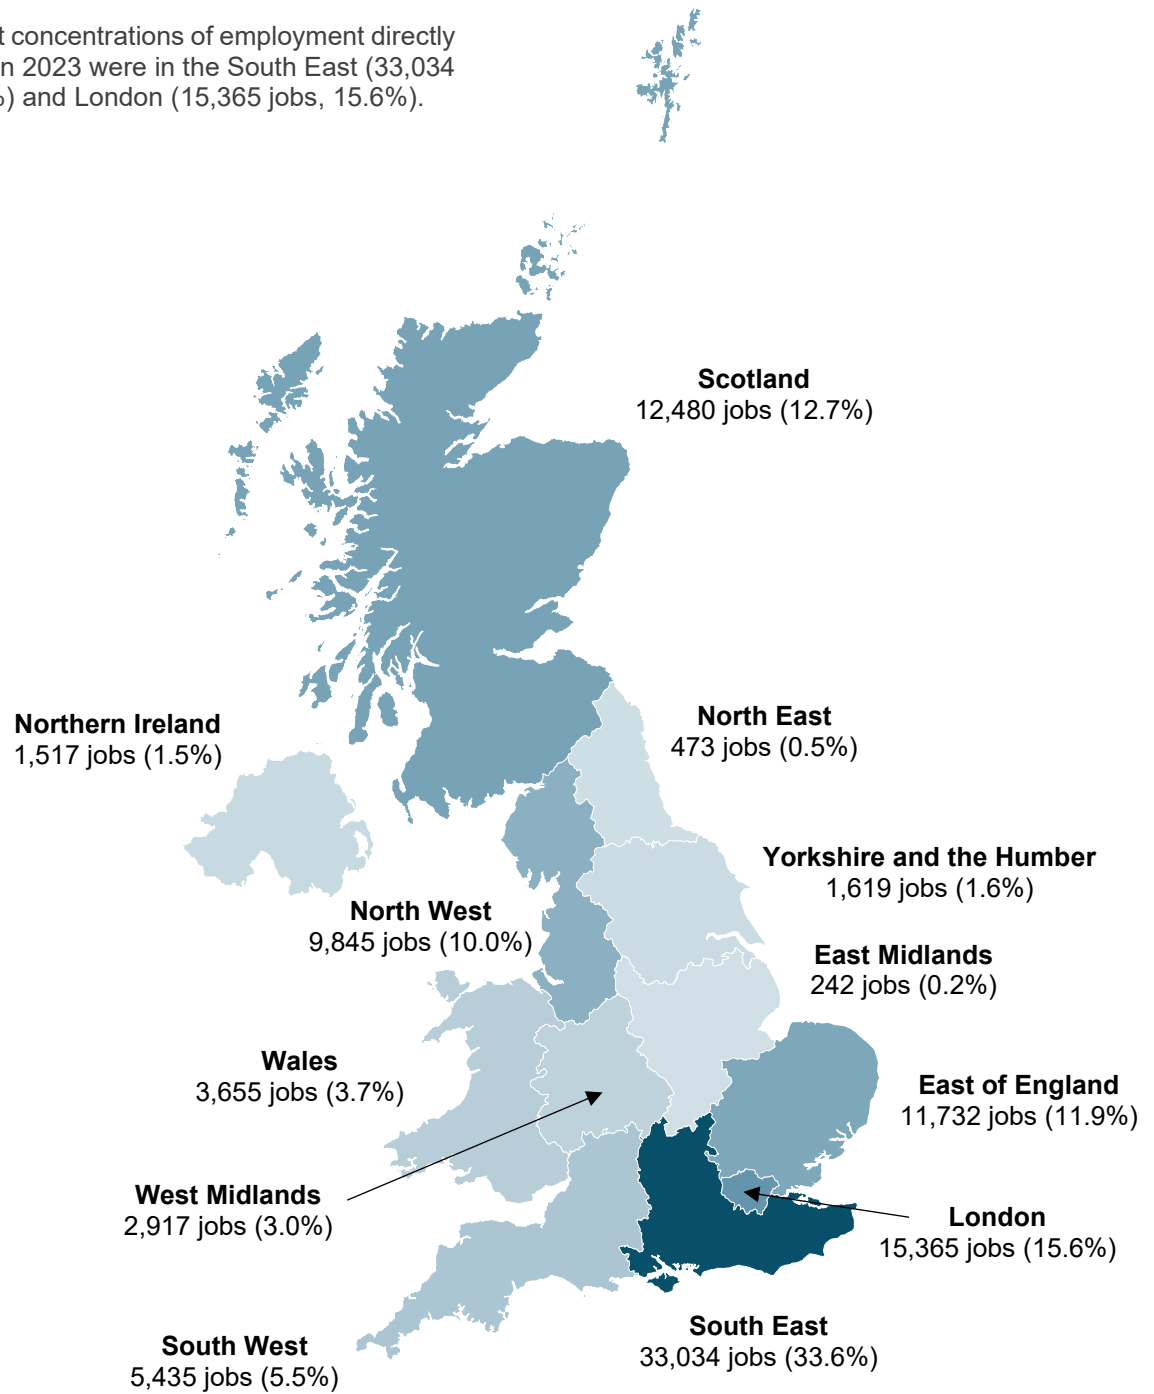 concentrations of employment directly
2023 were in the South East (33,034
and London (15,365 jobs, 15.6%).
Scotland
12,480 jobs (12.7%)
Northern Ireland
1,517 jobs (1.5%)
North East
473 jobs (0.5%)
Yorkshire and the Humber
1,619 jobs (1.6%)
North West
9,845 jobs (10.0%)
East Midlands
242 jobs (0.2%)
Wales
3,655 jobs (3.7%)
East of England
11,732 jobs (11.9%)
West Midlands
2,917 jobs (3.0%)
London
15,365 jobs (15.6%)
South East
33,034 jobs (33.6%)
South West
5,435 jobs (5.5%)